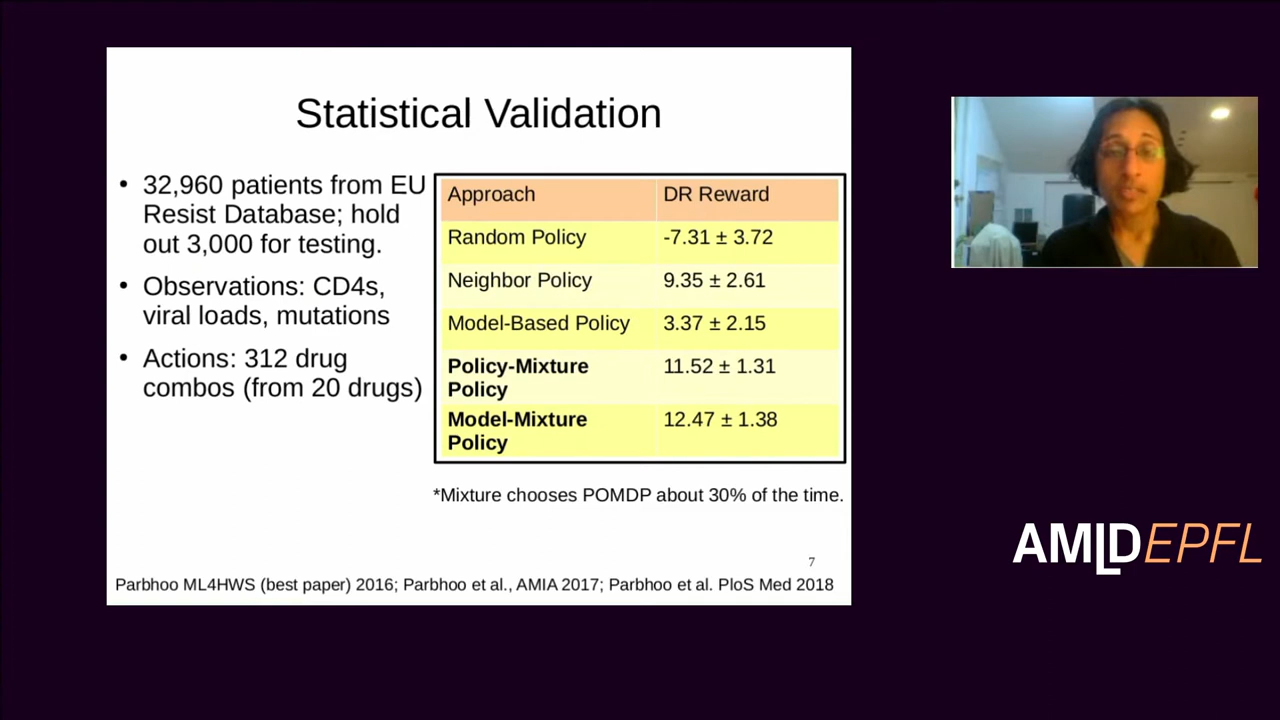 Statistical Validation
• 32,960 patients from EU
Resist Database; hold
out 3,000 for testing.
• Observations: CD4s,
viral loads, mutations
• Actions: 312 drug
combos (from 20 drugs)
Approach DR Reward
Random Policy -7.31 ± 3.72
Neighbor Policy 9.35 ± 2.61
Model-Based Policy 3.37 ± 2.15
Policy-Mixture 11.52 ± 1.31
Policy
Model-Mixture 12.47 ± 1.38
Policy
*Mixture chooses POMDP about 30% of the time.
7
Parbhoo ML4HWS (best paper) 2016; Parbhoo et al., AMIA 2017; Parbhoo et al. PloS Med 2018
AMLD EPFL